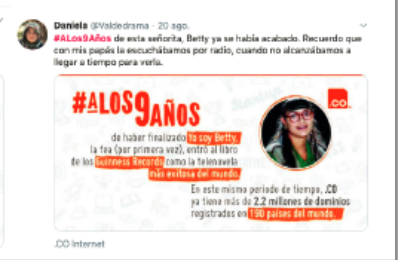 Daniela @Valdedrama · 20 ago.
#ALos9Años de esta señorita, Betty ya se había acabado. Recuerdo que
con mis papás la escuchábamos por radio, cuando no alcanzábamos a
llegar a tiempo para verla.
#ALOS9AÑOS
.CO
de haber finalizado Yo soy Betty,
la fea (por primera vez), entró al libro
de los Guinness Records como la telenovela
más exitosa del mundo.
En este mismo periodo de tiempo, .CO
ya tiene más de 2.2 millones de dominios
registrados en 190 países del mundo.
.CO Internet